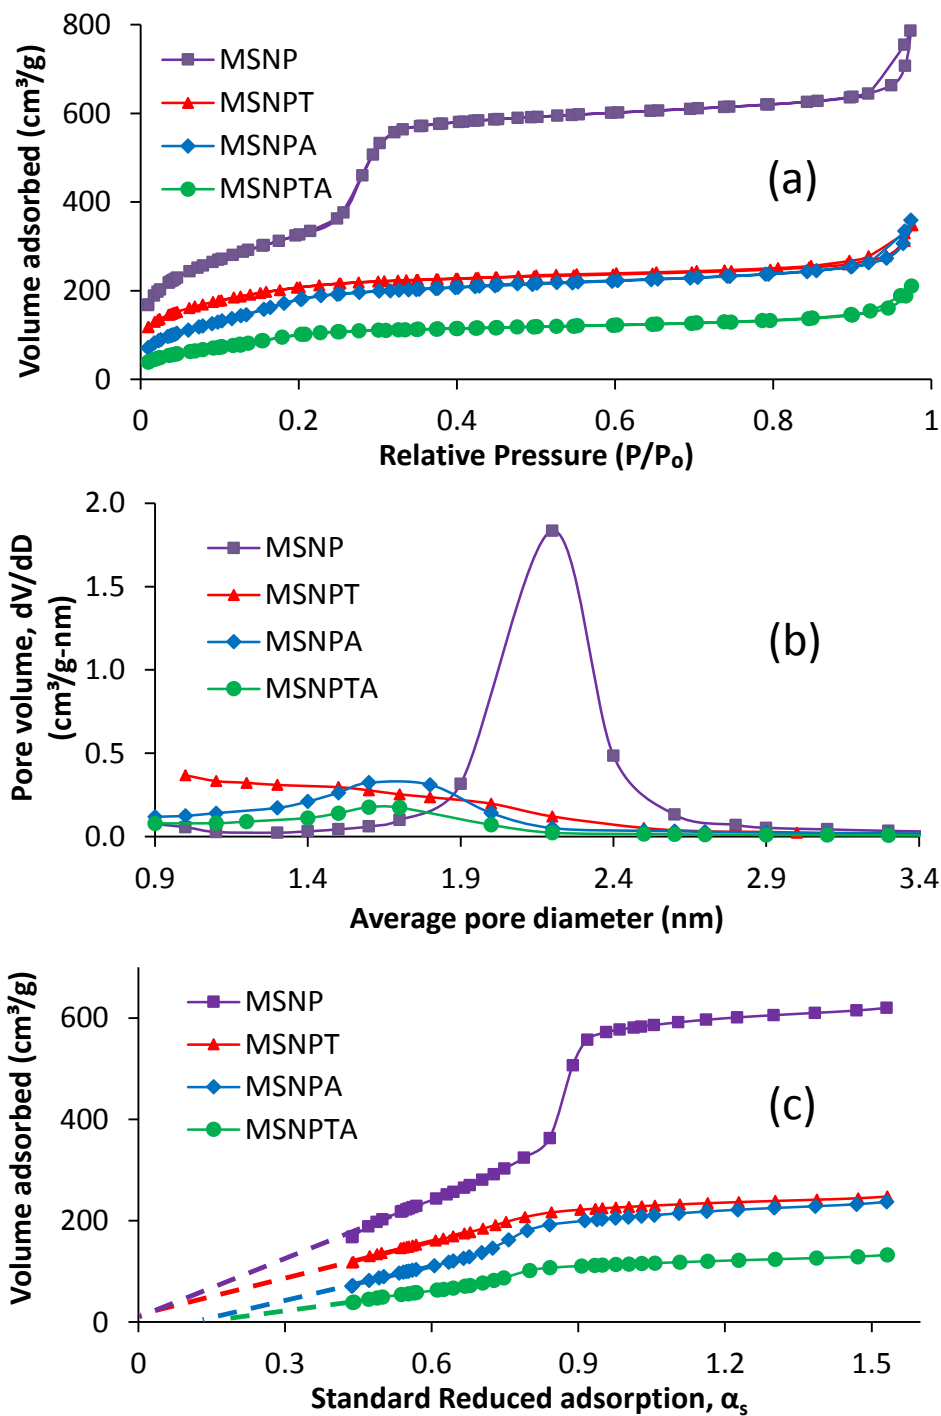 800
600
400
200
0
Volume adsorbed (cm³/g)
MSNP
MSNPT
MSNPA
MSNPTA
(a)
0 0.2 0.4 0.6 0.8 1
Relative Pressure (P/Pₒ)
2.0
1.5
1.0
0.5
0.0
Pore volume, dV/dD
(cm³/g-nm)
MSNP
MSNPT
MSNPA
MSNPTA
(b)
0.9 1.4 1.9 2.4 2.9 3.4
Average pore diameter (nm)
600
400
200
0
Volume adsorbed (cm³/g)
MSNP
MSNPT
MSNPA
MSNPTA
(c)
0 0.3 0.6 0.9 1.2 1.5
Standard Reduced adsorption, αₛ